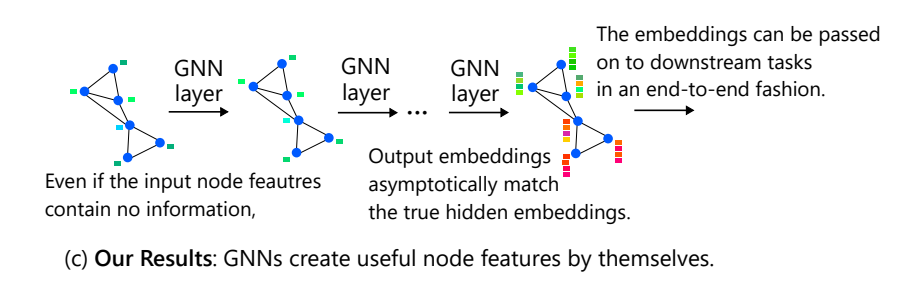 GNN
layer
GNN
layer
...
GNN
layer
The embeddings can be passed
on to downstream tasks
in an end-to-end fashion.
Even if the input node feautres
contain no information,
Output embeddings
asymptotically match
the true hidden embeddings.
(c) Our Results: GNNs create useful node features by themselves.